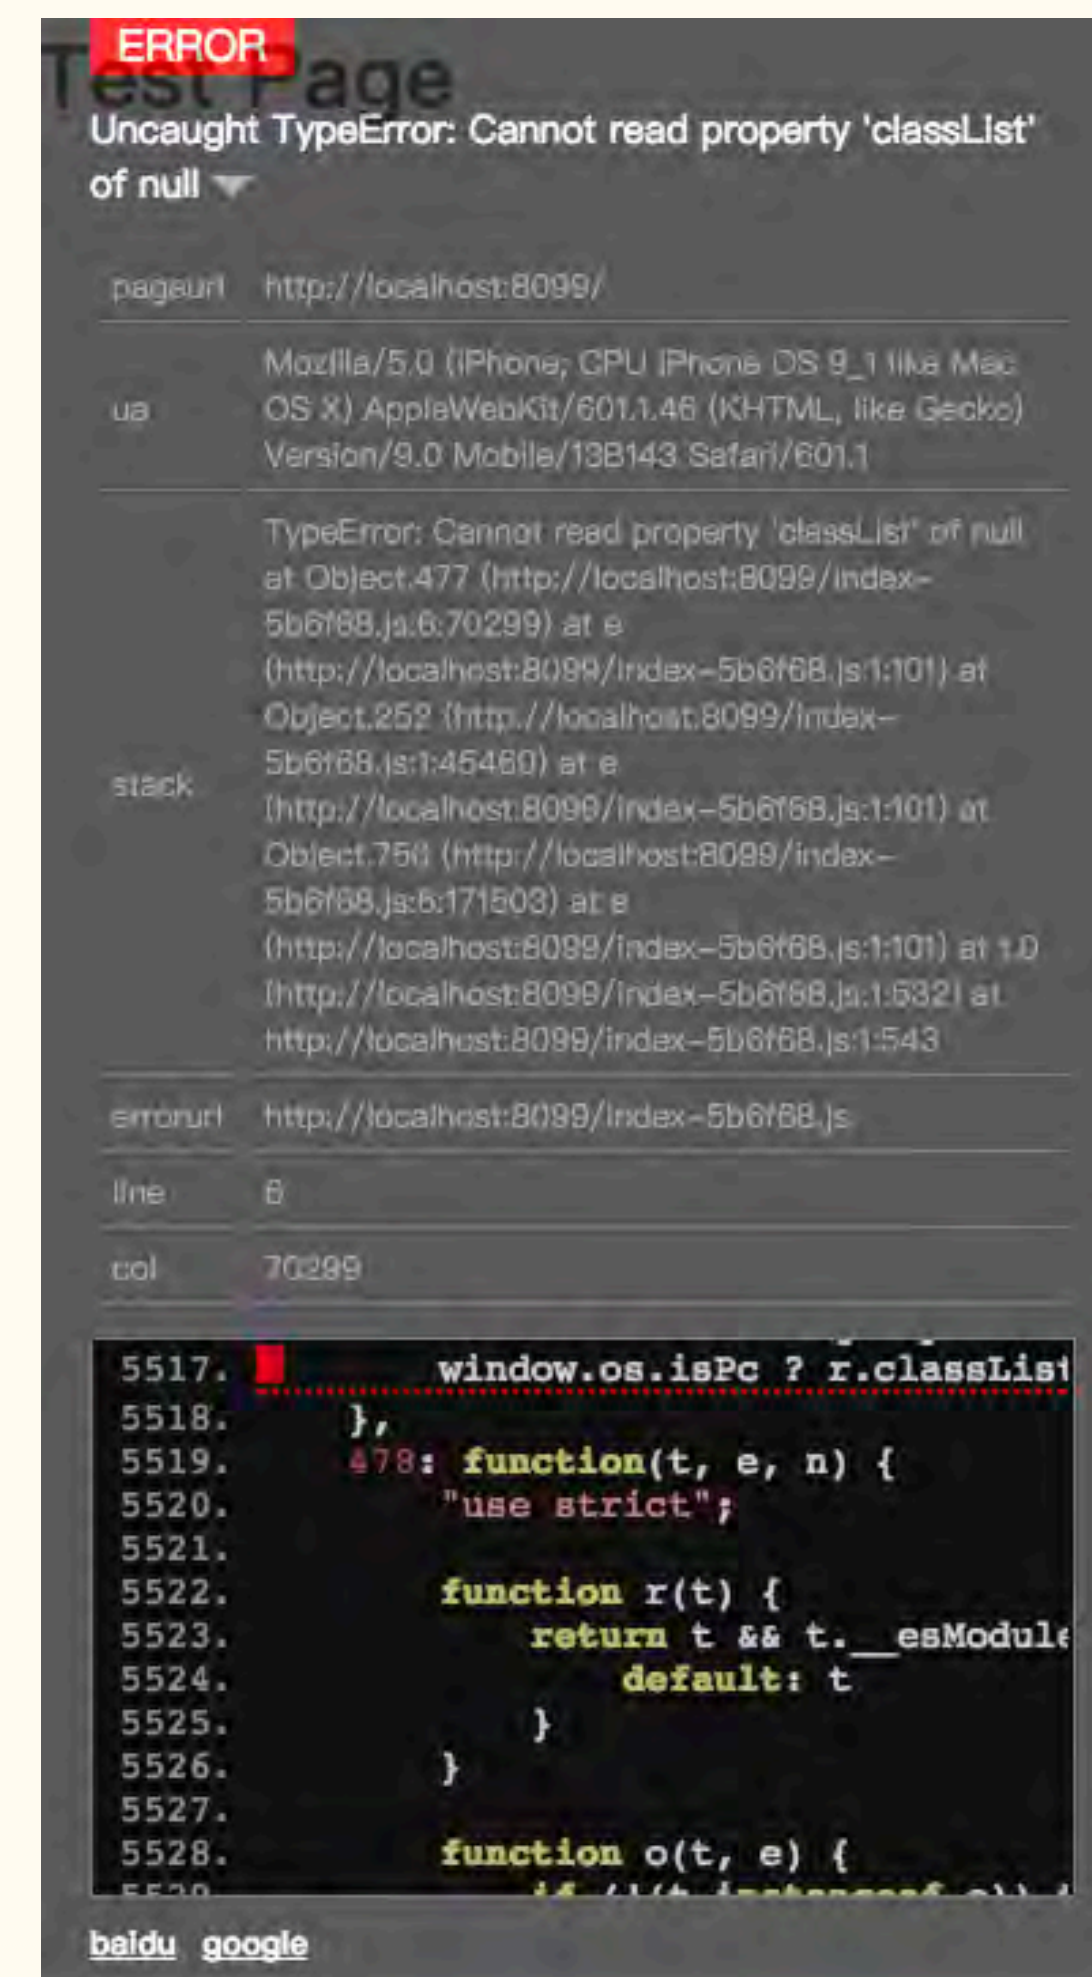 ERROR
Test Page
Uncaught TypeError: Cannot read property 'classList'
of null
pageurl http://localhost:8099/
Mozilla/5.0 (iPhone; CPU iPhone OS 9_1 like Mac
ua OS X) AppleWebKit/601.1.46 (KHTML, like Gecko)
Version/9.0 Mobile/13B143 Safari/601.1
TypeError: Cannot read property 'classList' of null
at Object.477 (http://localhost:8099/index-
5b6f68.js:6:70299) at e
(http://localhost:8099/index-5b6f68.js:1:101) at
Object.252 (http://localhost:8099/index-
5b6f68.js:1:45460) at e
stack
(http://localhost:8099/index-5b6f68.js:1:101) at
Object.756 (http://localhost:8099/index-
5b6f68.js:6:171503) at e
(http://localhost:8099/index-5b6f68.js:1:101) at t.0
(http://localhost:8099/index-5b6f68.js:1:532) at
http://localhost:8099/index-5b6f68.js:1:543
errorurl http://localhost:8099/index-5b6f68.js
line 6
col 70299
5517. window.os.isPc ? r.classList
5518. },
5519. 478: function(t, e, n) {
5520. "use strict";
5521.
5522. function r(t) {
5523. return t && t.__esModule
5524. default: t
5525. }
5526. }
5527.
5528. function o(t, e) {
baidu google